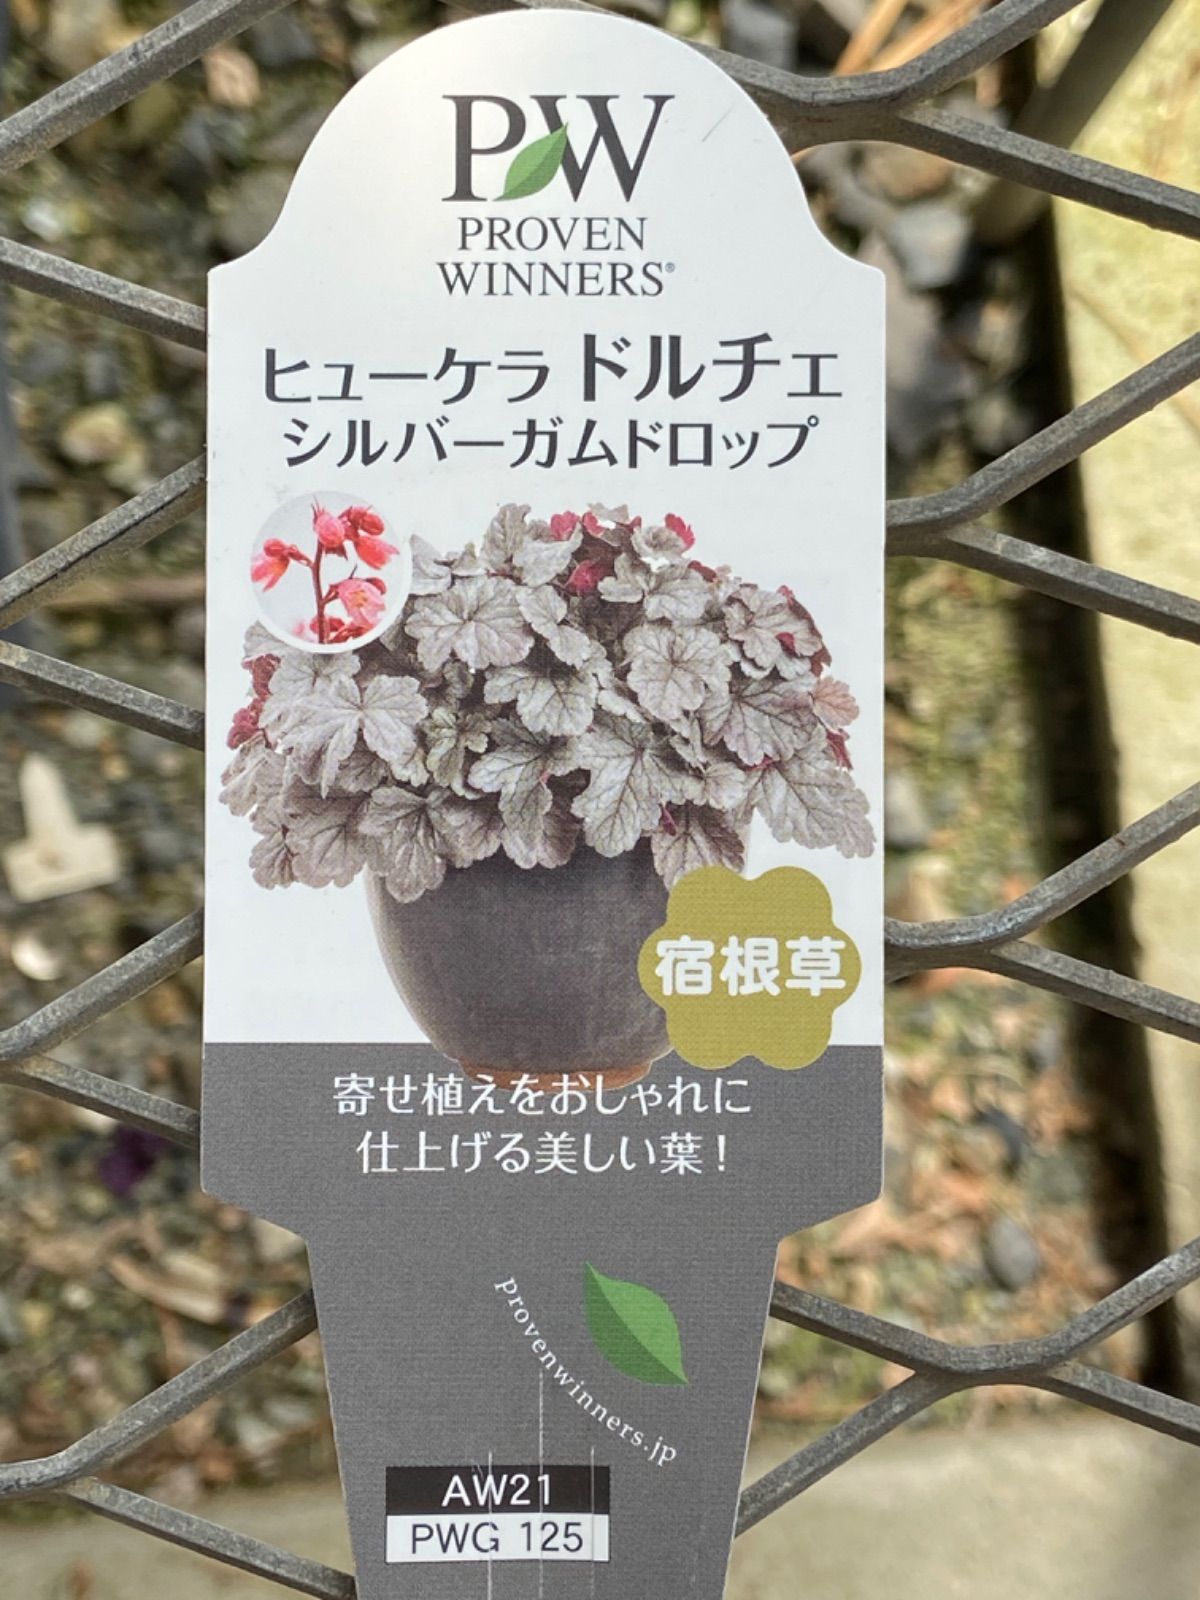 PW
PROVEN
WINNERS®
ヒューケラ ドルチェ
シルバーガムドロップ
宿根草
寄せ植えをおしゃれに
仕上げる美しい葉！
provenwinners.jp
AW21
PWG 125